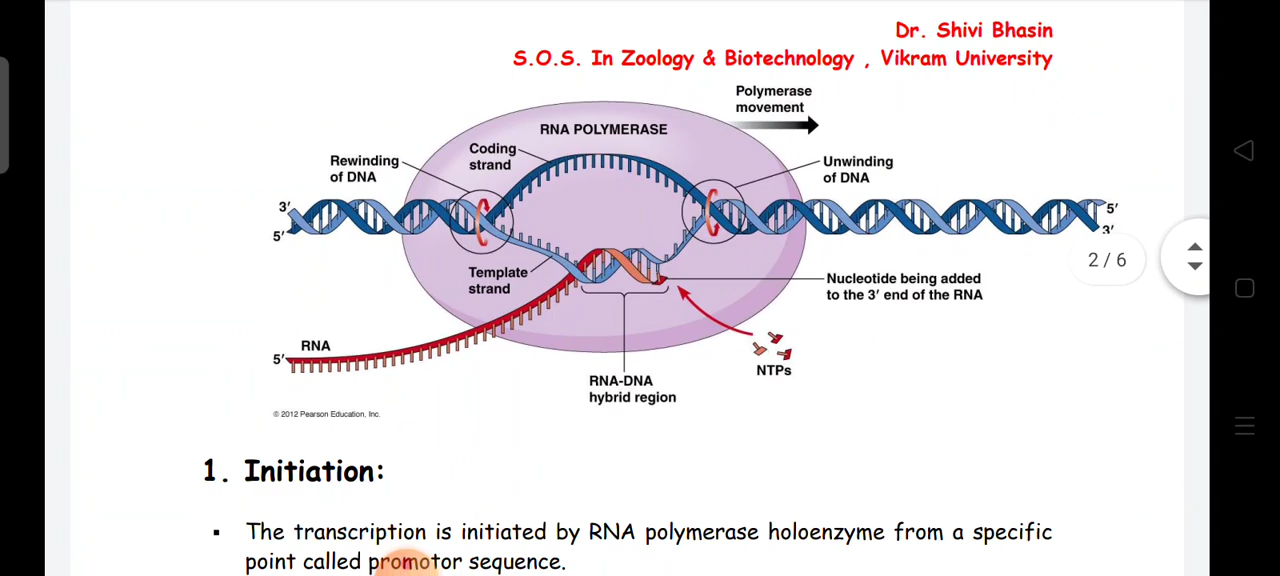 Dr. Shivi Bhasin
S.O.S. In Zoology & Biotechnology , Vikram University
Polymerase
movement
RNA POLYMERASE
Coding
strand
Rewinding
of DNA
Unwinding
of DNA
3′
5′
5′
3′
2 / 6
Template
strand
Nucleotide being added
to the 3′ end of the RNA
RNA
5′
NTPs
RNA-DNA
hybrid region
© 2012 Pearson Education, Inc.
1. Initiation:
▪ The transcription is initiated by RNA polymerase holoenzyme from a specific
point called promotor sequence.